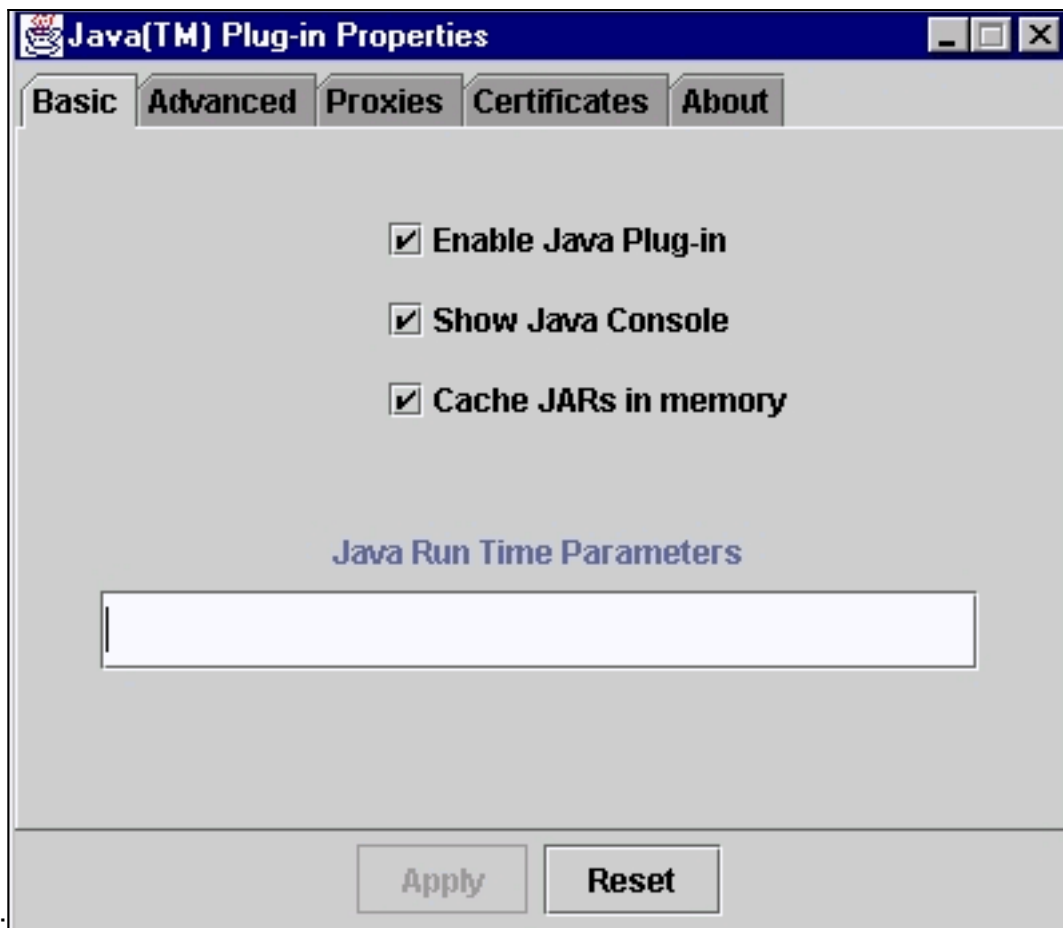 Java(TM) Plug-in Properties
Basic Advanced Proxies Certificates About
Enable Java Plug-in
Show Java Console
Cache JARs in memory
Java Run Time Parameters
Apply Reset
.